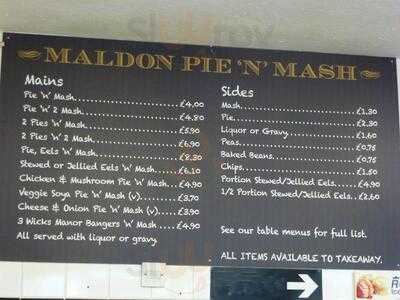 MALDON PIE 'N' MASH
Mains
Pie 'n' Mash............................£4.00
Pie 'n' 2 Mash........................£4.80
2 Pies 'n' Mash.......................£5.90
2 Pies 'n' 2 Mash....................£6.90
Pie, Eels 'n' Mash....................£8.30
Stewed or Jellied Eels 'n' Mash.......£6.10
Chicken & Mushroom Pie 'n' Mash..£4.90
Veggie Soya Pie 'n' Mash (v).......£3.70
Cheese & Onion Pie 'n' Mash (v)....£3.90
3 Wicks Manor Bangers 'n' Mash....£4.90
All served with liquor or gravy.
Sides
Mash...............................£1.30
Pie..................................£2.30
Liquor or Gravy..................£1.60
Peas................................£0.75
Baked Beans.....................£0.75
Chips...............................£1.50
Portion Stewed/Jellied Eels......£4.90
1/2 Portion Stewed/Jellied Eels..£2.60
See our table menus for full list.
ALL ITEMS AVAILABLE TO TAKEAWAY.